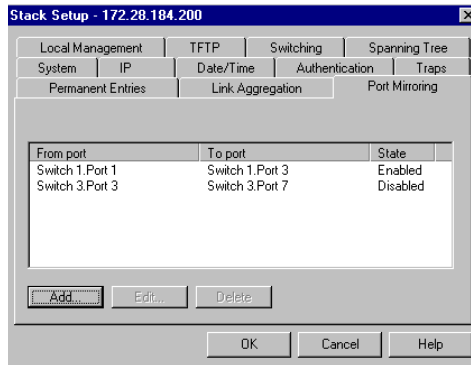 Stack Setup - 172.28.184.200
Local Management TFTP Switching Spanning Tree
System IP Date/Time Authentication Traps
Permanent Entries Link Aggregation Port Mirroring
From port To port State
Switch 1.Port 1 Switch 1.Port 3 Enabled
Switch 3.Port 3 Switch 3.Port 7 Disabled
Add... Edit... Delete
OK Cancel Help